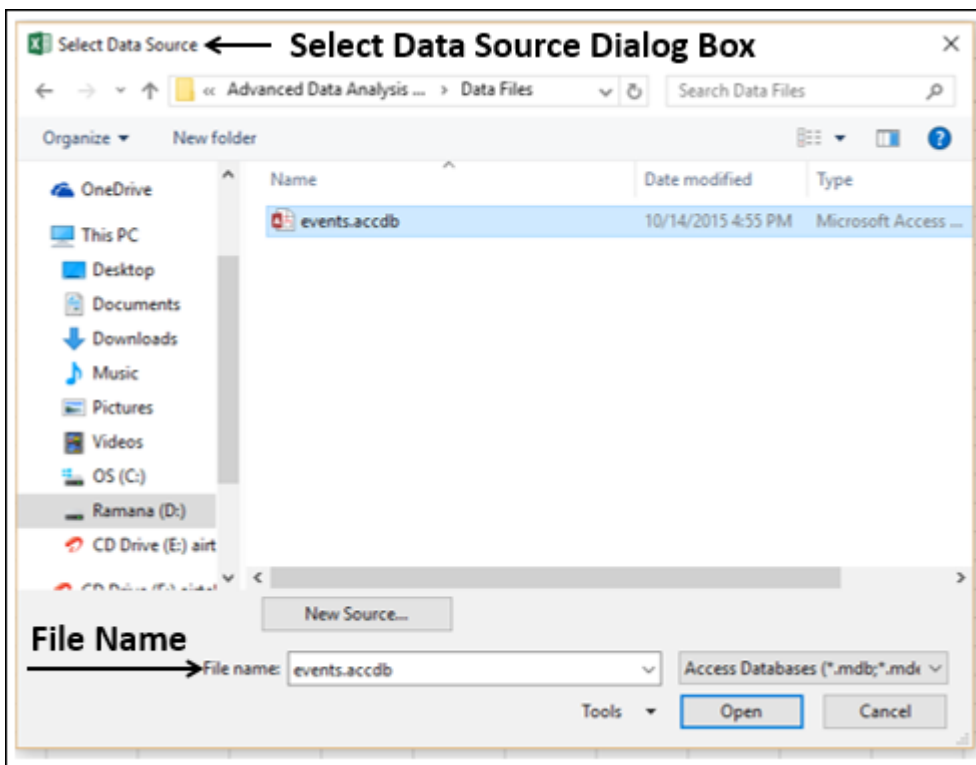 Select Data Source Select Data Source Dialog Box
« Advanced Data Analysis ... › Data Files Search Data Files
Organize New folder
Name Date modified Type
OneDrive
events.accdb 10/14/2015 4:55 PM Microsoft Access ...
This PC
Desktop
Documents
Downloads
Music
Pictures
Videos
OS (C:)
Ramana (D:)
CD Drive (E:) airt
New Source...
File Name
File name: events.accdb Access Databases (*.mdb;*.mde
Tools Open Cancel